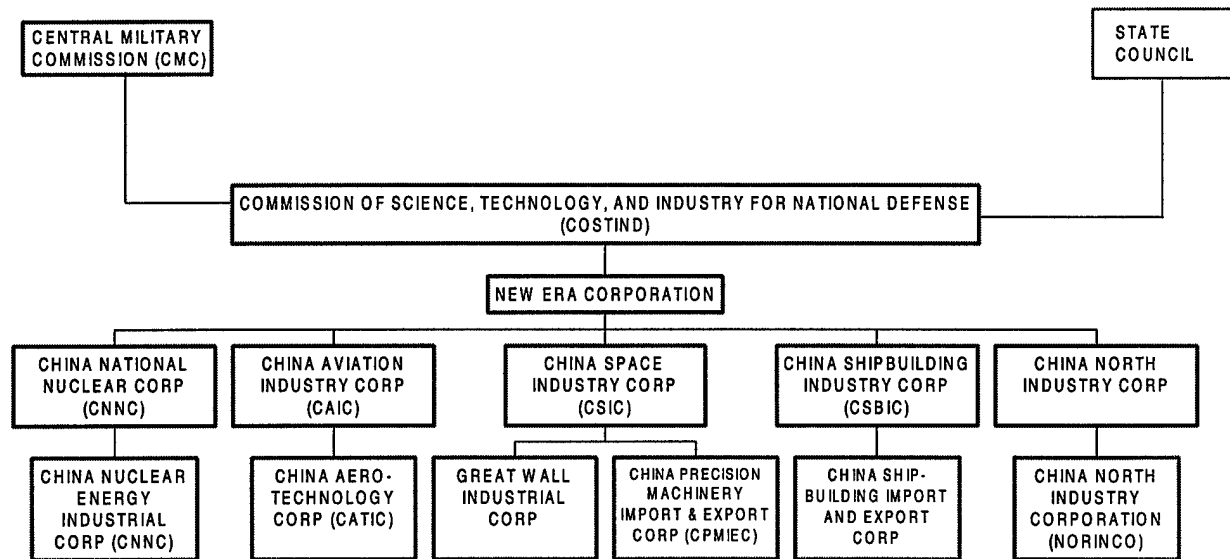 CENTRAL MILITARY
COMMISSION (CMC)
STATE
COUNCIL
COMMISSION OF SCIENCE, TECHNOLOGY, AND INDUSTRY FOR NATIONAL DEFENSE
(COSTIND)
NEW ERA CORPORATION
CHINA NATIONAL
NUCLEAR CORP
(CNNC)
CHINA AVIATION
INDUSTRY CORP
(CAIC)
CHINA SPACE
INDUSTRY CORP
(CSIC)
CHINA SHIPBUILDING
INDUSTRY CORP
(CSBIC)
CHINA NORTH
INDUSTRY CORP
CHINA NUCLEAR
ENERGY
INDUSTRIAL
CORP (CNNC)
CHINA AERO-
TECHNOLOGY
CORP (CATIC)
GREAT WALL
INDUSTRIAL
CORP
CHINA PRECISION
MACHINERY
IMPORT & EXPORT
CORP (CPMIEC)
CHINA SHIP-
BUILDING IMPORT
AND EXPORT
CORP
CHINA NORTH
INDUSTRY
CORPORATION
(NORINCO)